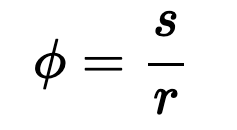 ϕ = s/r